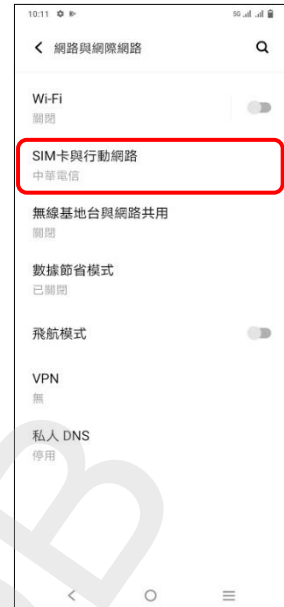 10:11
5G
網路與網際網路
Wi-Fi
關閉
SIM卡與行動網路
中華電信
無線基地台與網路共用
關閉
數據節省模式
已關閉
飛航模式
VPN
無
私人 DNS
停用